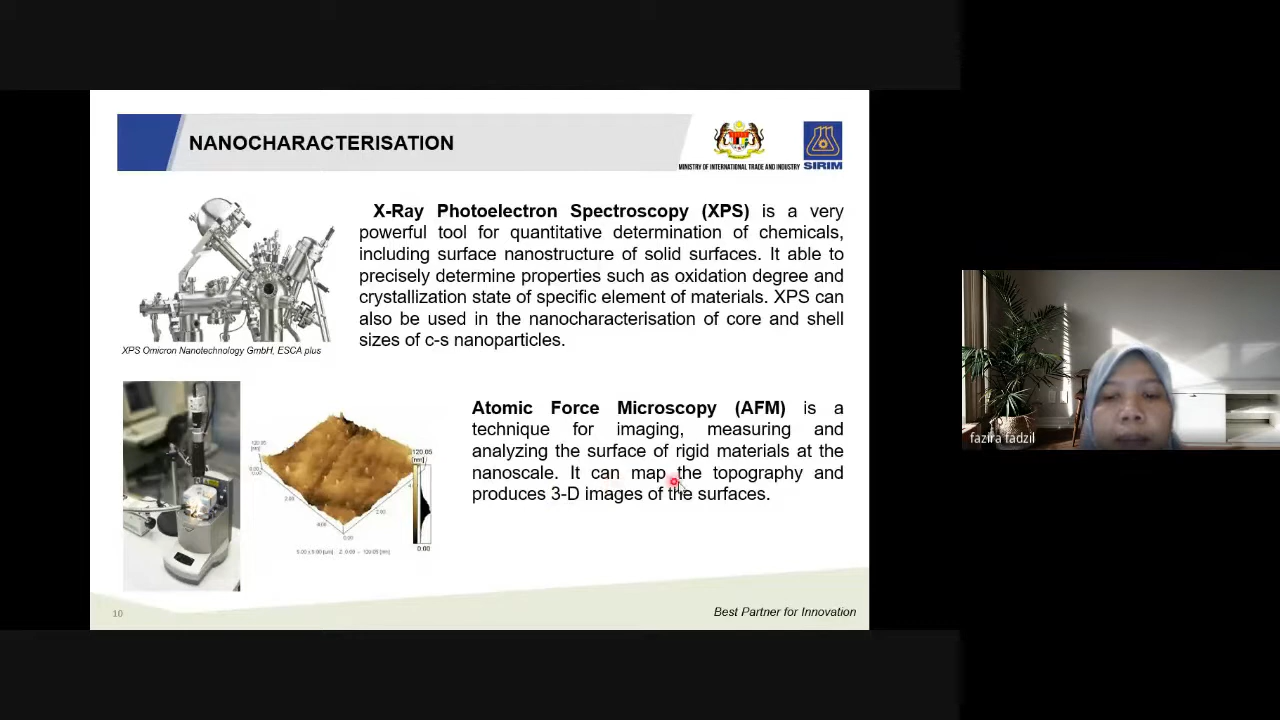 NANOCHARACTERISATION
MINISTRY OF INTERNATIONAL TRADE AND INDUSTRY
SIRIM
X-Ray Photoelectron Spectroscopy (XPS) is a very
powerful tool for quantitative determination of chemicals,
including surface nanostructure of solid surfaces. It able to
precisely determine properties such as oxidation degree and
crystallization state of specific element of materials. XPS can
also be used in the nanocharacterisation of core and shell
sizes of c-s nanoparticles.
XPS Omicron Nanotechnology GmbH, ESCA plus
Atomic Force Microscopy (AFM) is a
technique for imaging, measuring and
analyzing the surface of rigid materials at the
nanoscale. It can map the topography and
produces 3-D images of the surfaces.
120.05
[nm]
0.00
10
Best Partner for Innovation
fazira fadzil